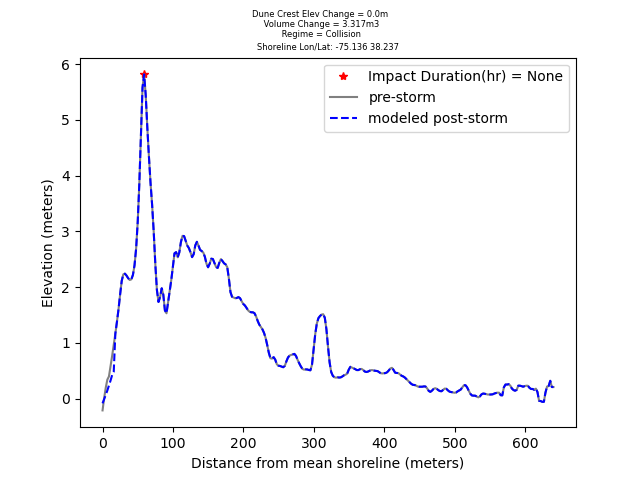 Dune Crest Elev Change = 0.0m
Volume Change = 3.317m3
Regime = Collision
Shoreline Lon/Lat: -75.136 38.237
Impact Duration(hr) = None
pre-storm
modeled post-storm
Elevation (meters)
6
5
4
3
2
1
0
0 100 200 300 400 500 600
Distance from mean shoreline (meters)